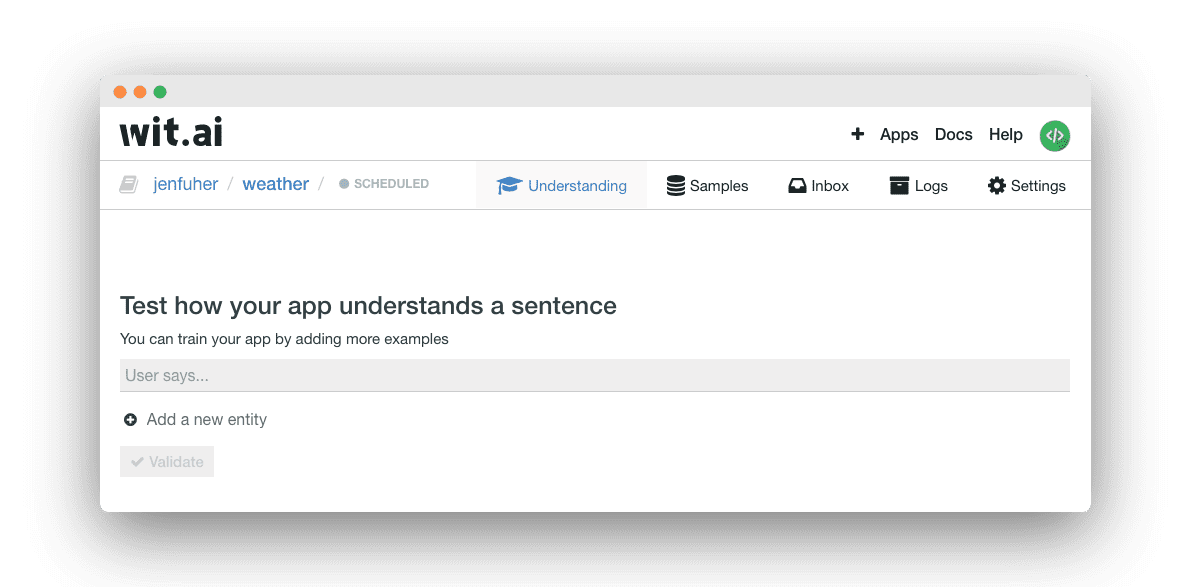 wit.ai
+ Apps Docs Help </>
jenfuher / weather / SCHEDULED Understanding Samples Inbox Logs Settings
Test how your app understands a sentence
You can train your app by adding more examples
User says...
Add a new entity
Validate